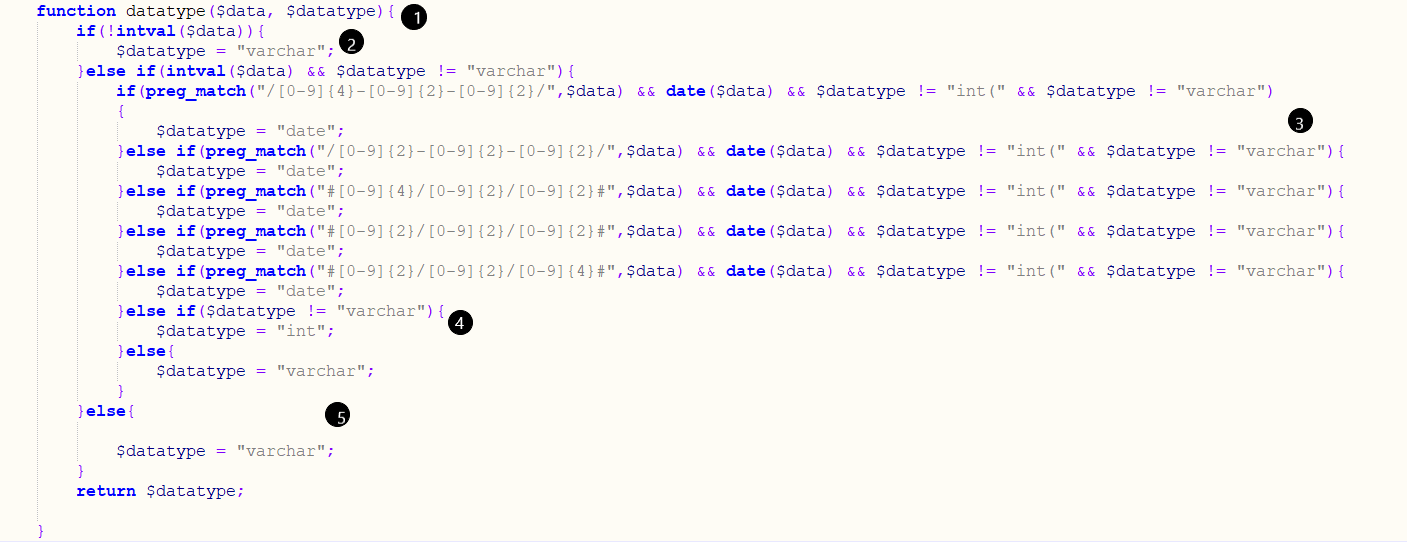 function datatype($data, $datatype){ 1
if(!intval($data)){
$datatype = "varchar"; 2
}else if(intval($data) && $datatype != "varchar"){
if(preg_match("/[0-9]{4}-[0-9]{2}-[0-9]{2}/",$data) && date($data) && $datatype != "int(" && $datatype != "varchar")
{ 3
$datatype = "date";
}else if(preg_match("/[0-9]{2}-[0-9]{2}-[0-9]{2}/",$data) && date($data) && $datatype != "int(" && $datatype != "varchar"){
$datatype = "date";
}else if(preg_match("#[0-9]{4}/[0-9]{2}/[0-9]{2}#",$data) && date($data) && $datatype != "int(" && $datatype != "varchar"){
$datatype = "date";
}else if(preg_match("#[0-9]{2}/[0-9]{2}/[0-9]{2}#",$data) && date($data) && $datatype != "int(" && $datatype != "varchar"){
$datatype = "date";
}else if(preg_match("#[0-9]{2}/[0-9]{2}/[0-9]{4}#",$data) && date($data) && $datatype != "int(" && $datatype != "varchar"){
$datatype = "date";
}else if($datatype != "varchar"){ 4
$datatype = "int";
}else{
$datatype = "varchar";
}
}else{ 5
$datatype = "varchar";
}
return $datatype;
}